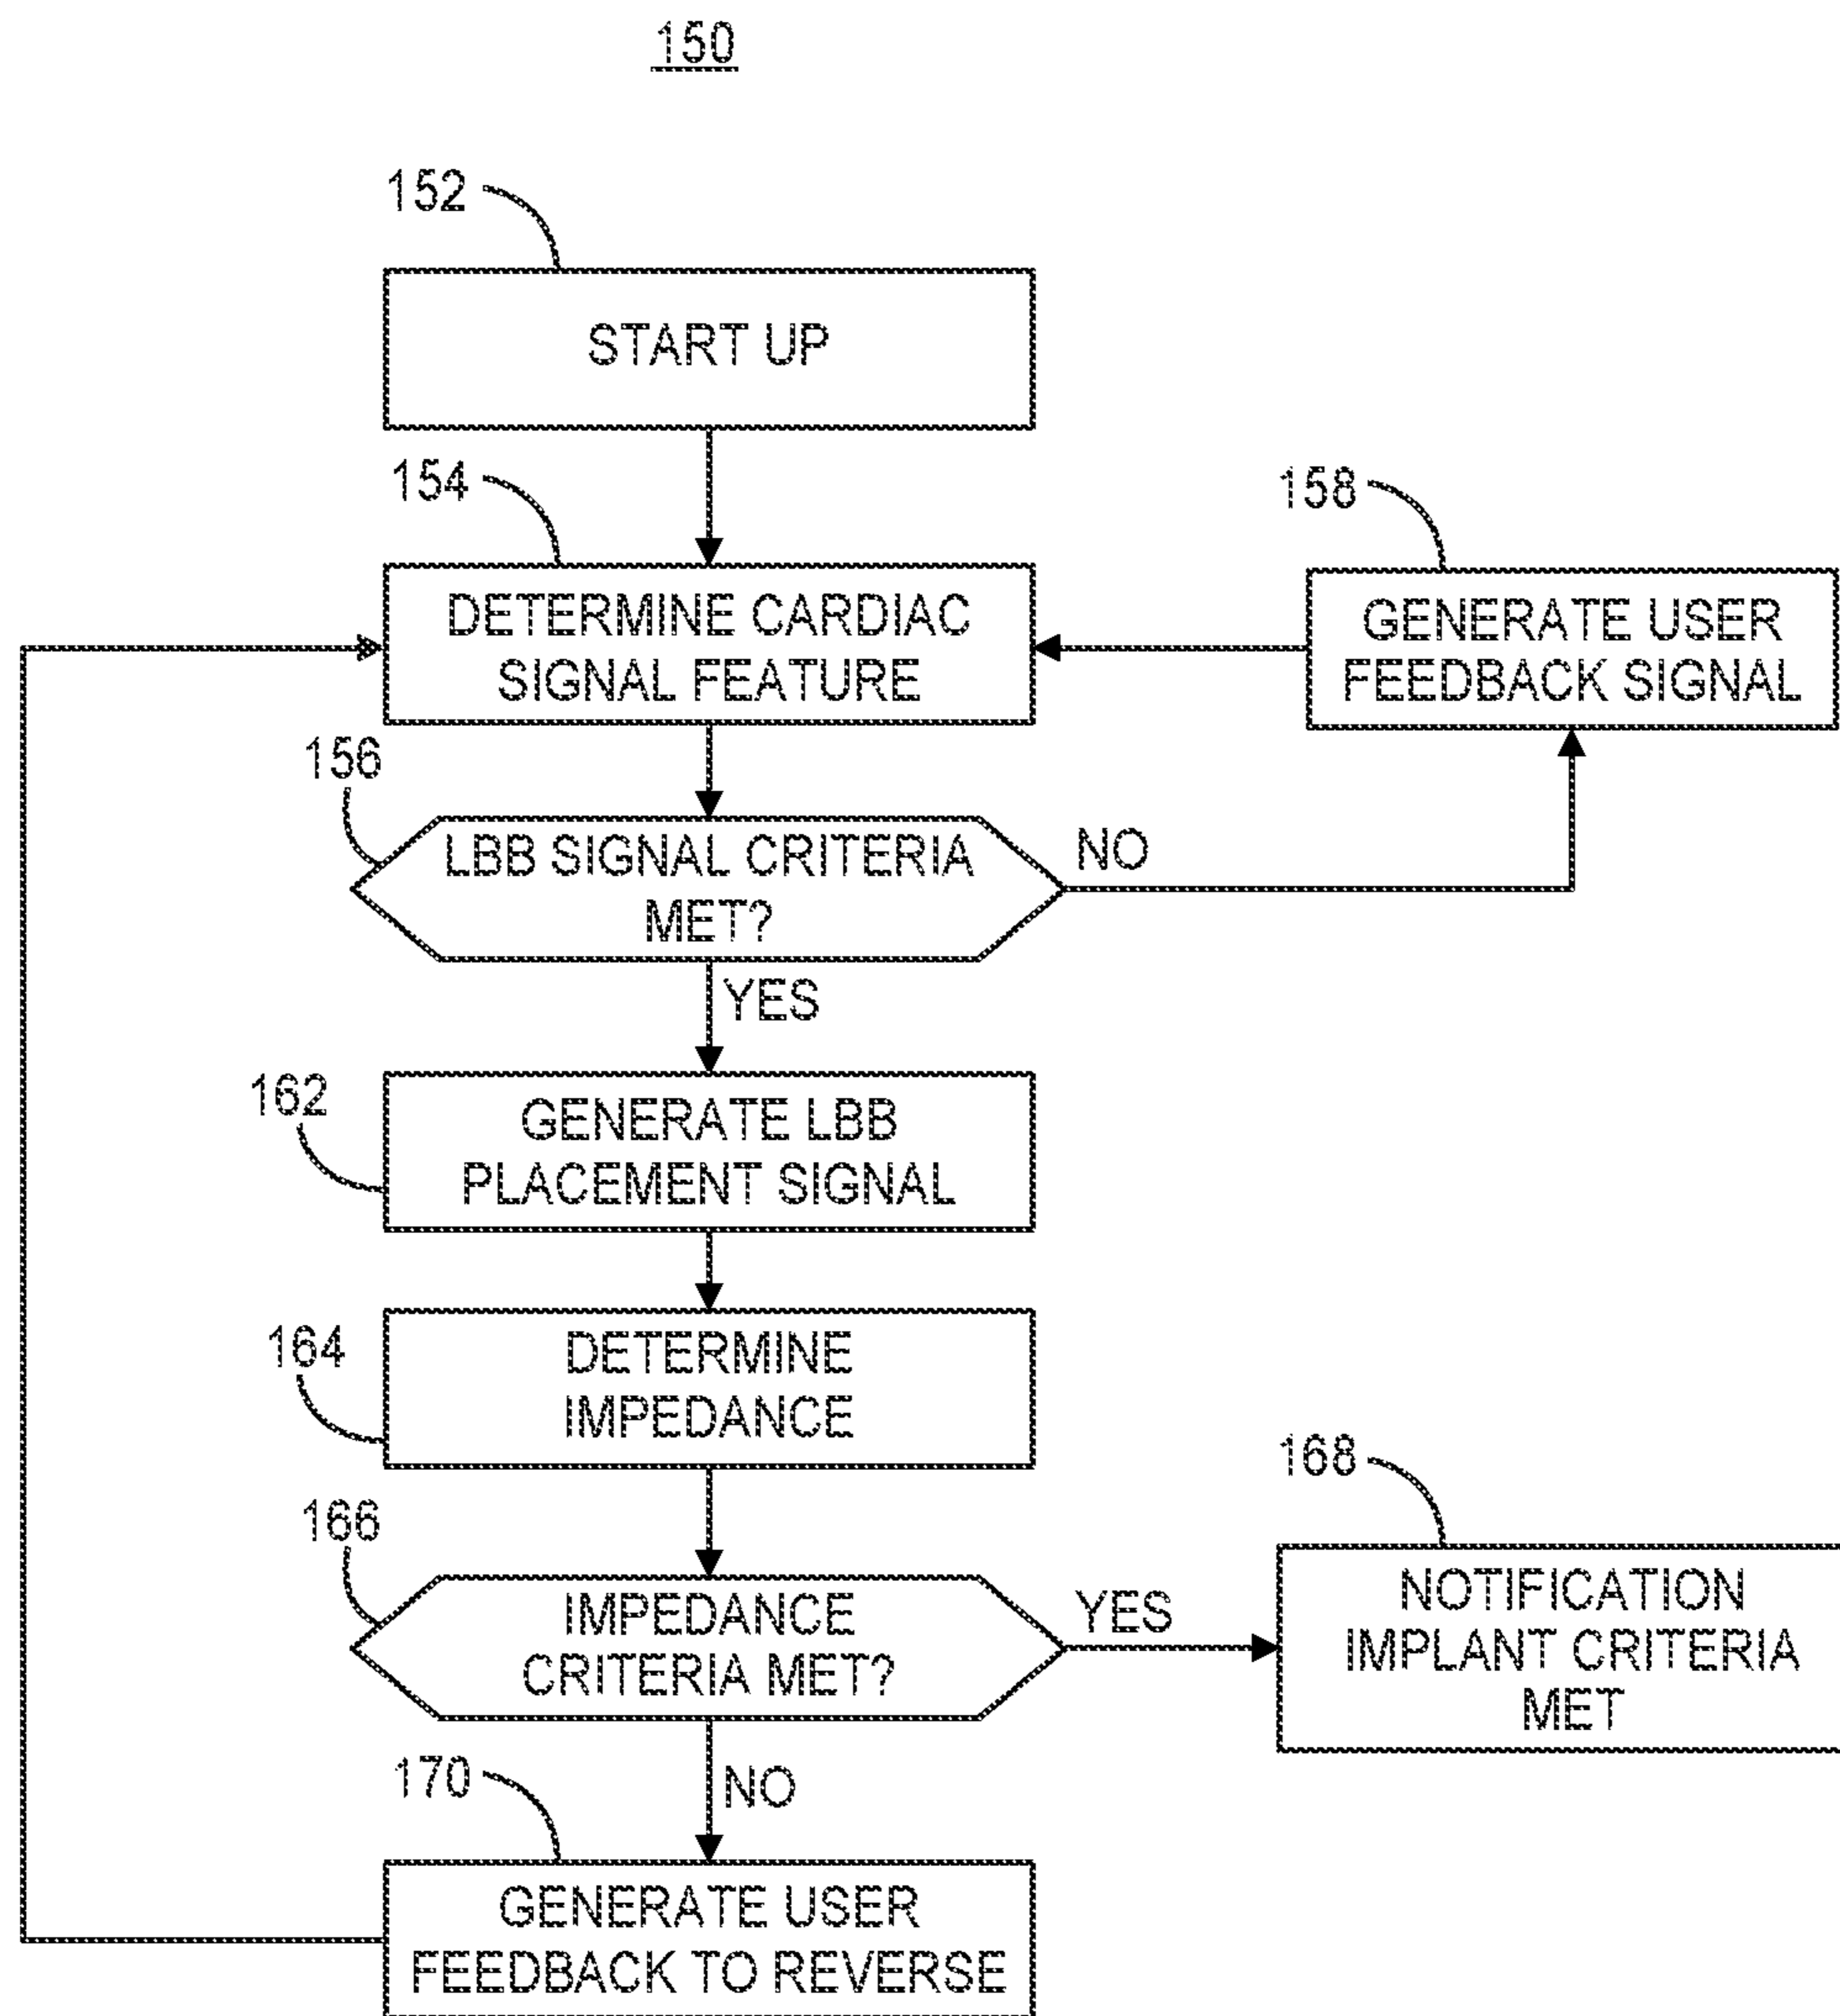 150
152
START UP
154
DETERMINE CARDIAC
SIGNAL FEATURE
158
GENERATE USER
FEEDBACK SIGNAL
156
LBB SIGNAL CRITERIA
MET?
NO
YES
162
GENERATE LBB
PLACEMENT SIGNAL
164
DETERMINE
IMPEDANCE
166
IMPEDANCE
CRITERIA MET?
YES
168
NOTIFICATION
IMPLANT CRITERIA
MET
NO
170
GENERATE USER
FEEDBACK TO REVERSE